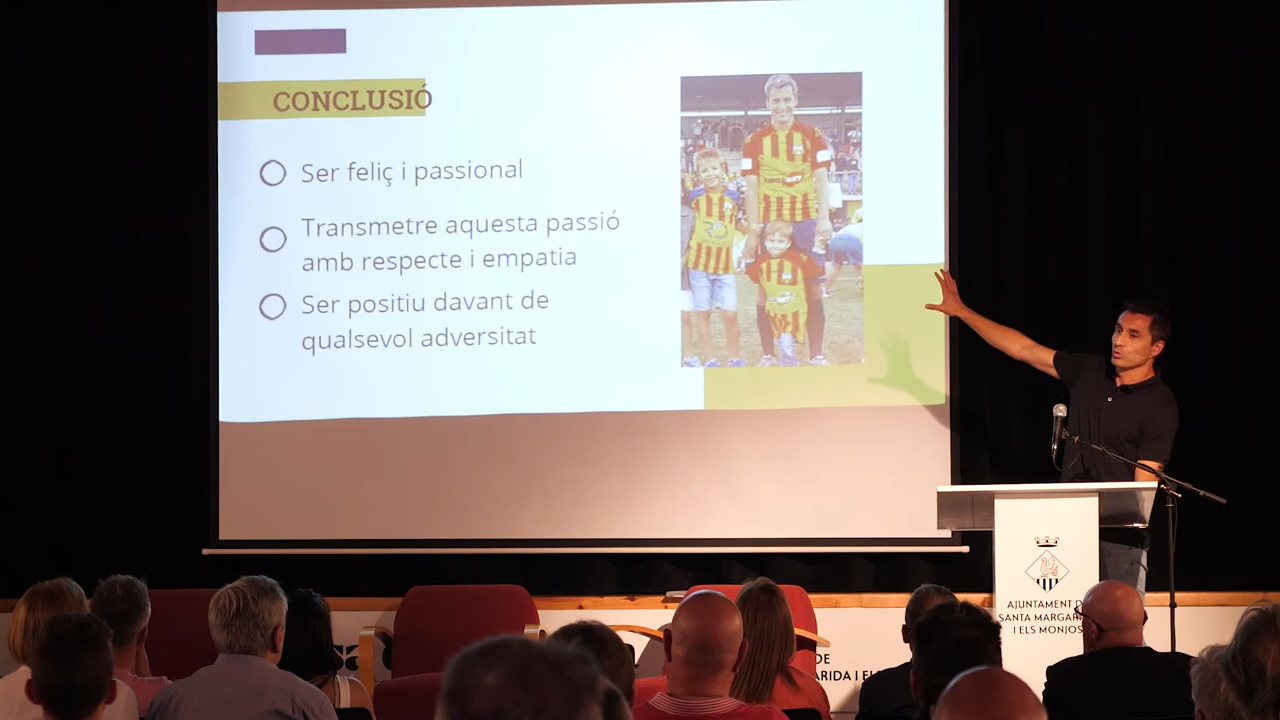 CONCLUSIÓ
Ser feliç i passional
Transmetre aquesta passió
amb respecte i empatia
Ser positiu davant de
qualsevol adversitat
AJUNTAMENT
SANTA
I ELS MONJOS
DE